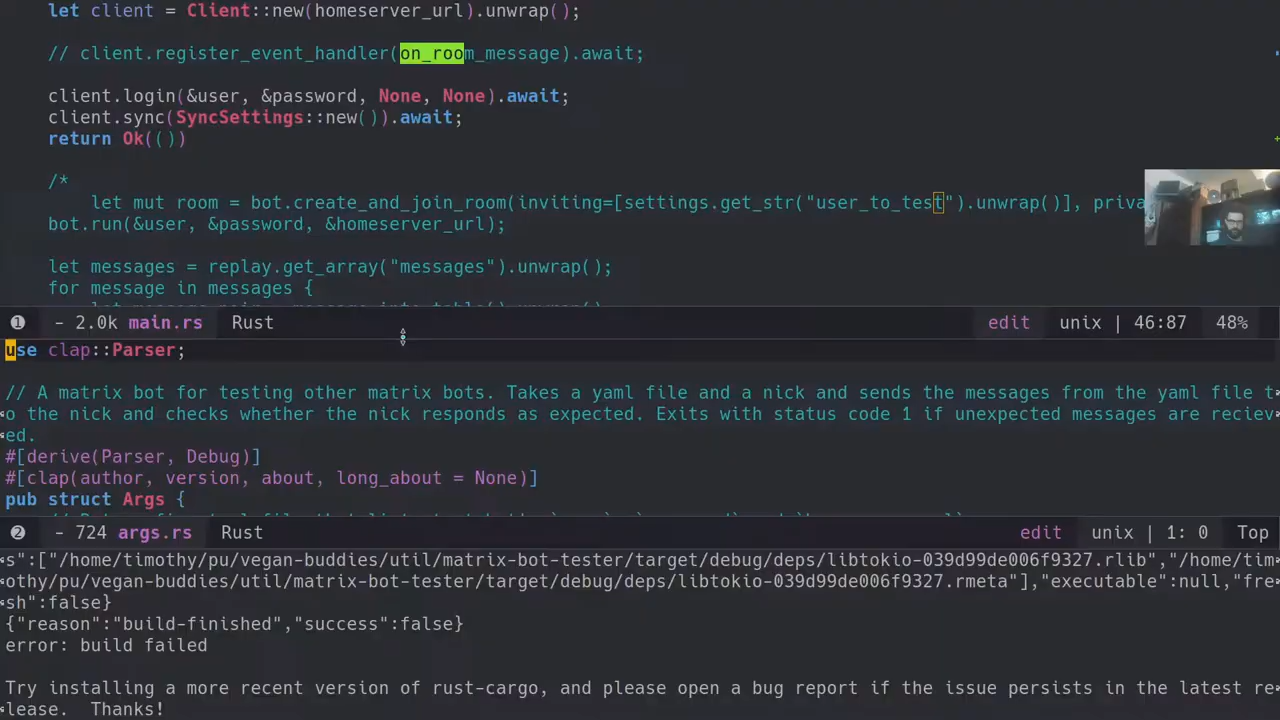 let client = Client::new(homeserver_url).unwrap();
// client.register_event_handler(on_room_message).await;
client.login(&user, &password, None, None).await;
client.sync(SyncSettings::new()).await;
return Ok(())
/*
let mut room = bot.create_and_join_room(inviting=[settings.get_str("user_to_test").unwrap()], priva
bot.run(&user, &password, &homeserver_url);
let messages = replay.get_array("messages").unwrap();
for message in messages {
❶ - 2.0k main.rs Rust edit unix | 46:87 48%
use clap::Parser;
// A matrix bot for testing other matrix bots. Takes a yaml file and a nick and sends the messages from the yaml file t
o the nick and checks whether the nick responds as expected. Exits with status code 1 if unexpected messages are reciev
ed.
#[derive(Parser, Debug)]
#[clap(author, version, about, long_about = None)]
pub struct Args {
❷ - 724 args.rs Rust edit unix | 1: 0 Top
s":["/home/timothy/pu/vegan-buddies/util/matrix-bot-tester/target/debug/deps/libtokio-039d99de006f9327.rlib","/home/tim
othy/pu/vegan-buddies/util/matrix-bot-tester/target/debug/deps/libtokio-039d99de006f9327.rmeta"],"executable":null,"fre
sh":false}
{"reason":"build-finished","success":false}
error: build failed
Try installing a more recent version of rust-cargo, and please open a bug report if the issue persists in the latest re
lease.  Thanks!